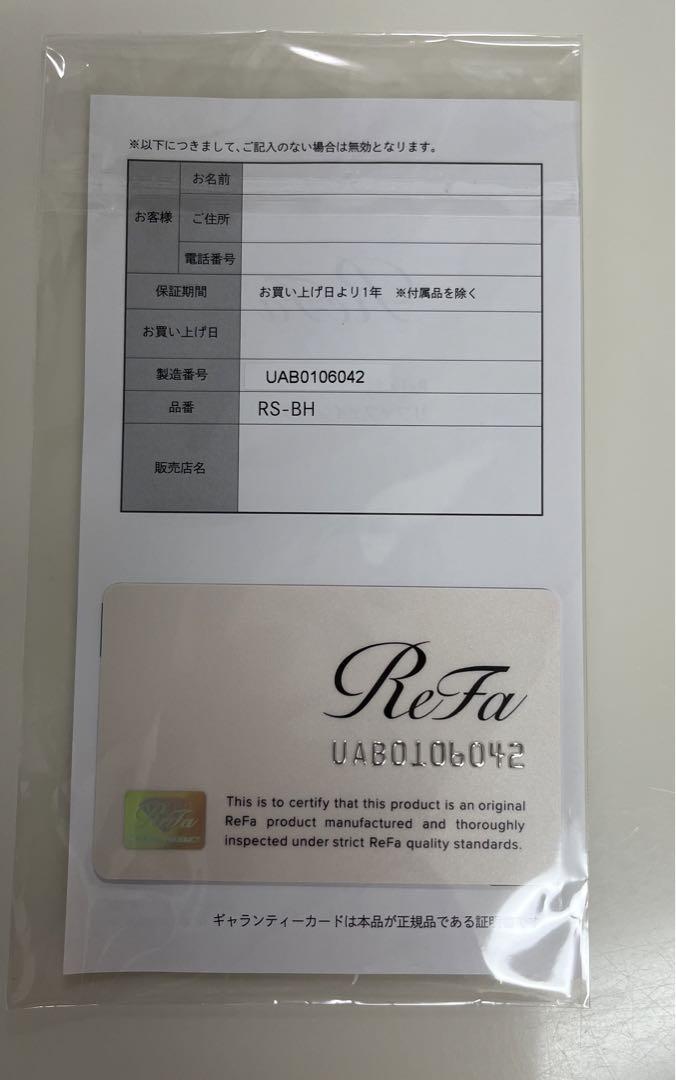 ※以下につきまして、ご記入のない場合は無効となります。
お客様
お名前
ご住所
電話番号
保証期間 お買い上げ日より1年 ※付属品を除く
お買い上げ日
製造番号 UAB0106042
品番 RS-BH
販売店名
ReFa
UAB0106042
ReFa
This is to certify that this product is an original
ReFa product manufactured and thoroughly
inspected under strict ReFa quality standards.
ギャランティーカードは本品が正規品である証明書です